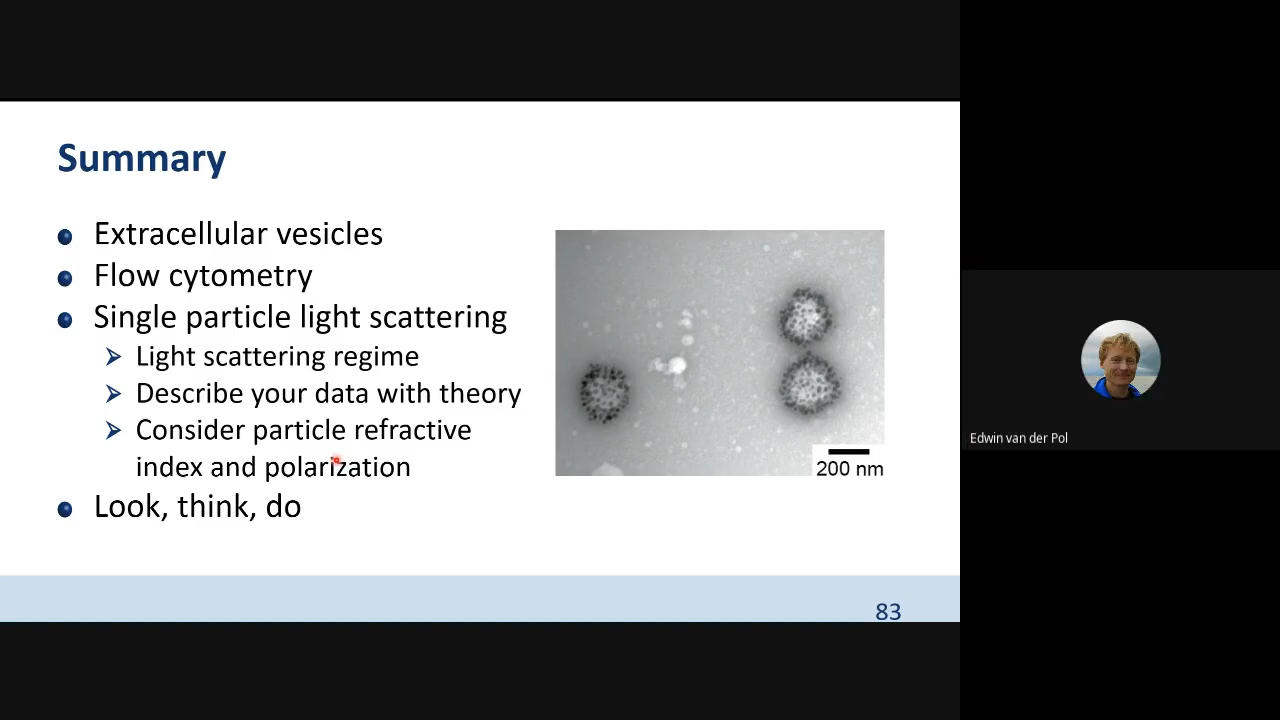 Summary
Extracellular vesicles
Flow cytometry
Single particle light scattering
Light scattering regime
Describe your data with theory
Consider particle refractive
index and polarization
Look, think, do
200 nm
83
Edwin van der Pol